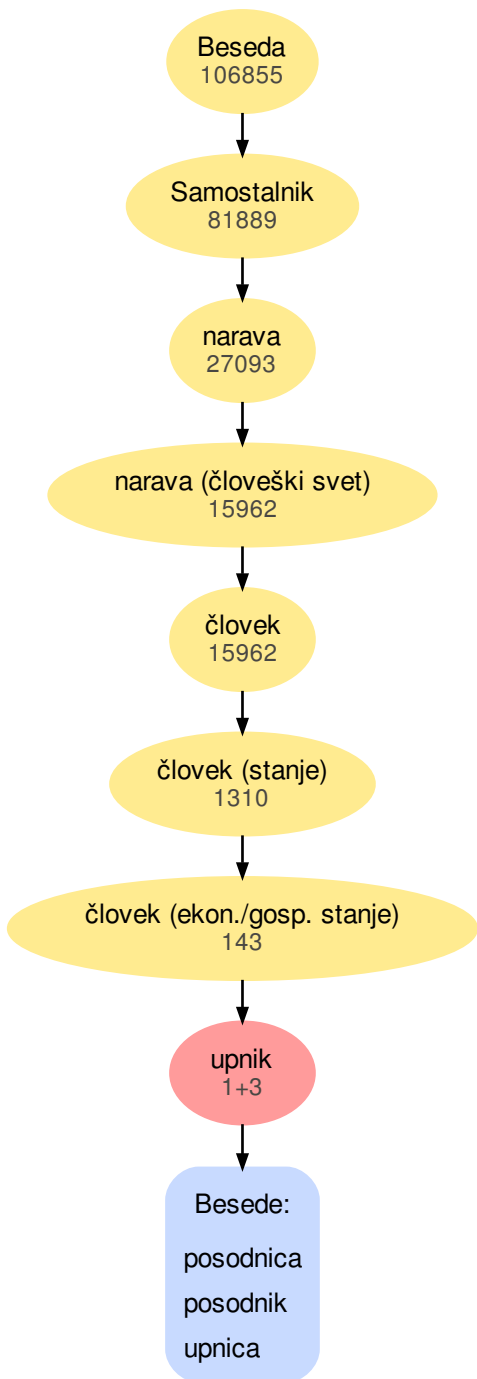 Beseda
106855
Samostalnik
81889
narava
27093
narava (človeški svet)
15962
človek
15962
človek (stanje)
1310
človek (ekon./gosp. stanje)
143
upnik
1+3
Besede:
posodnica
posodnik
upnica